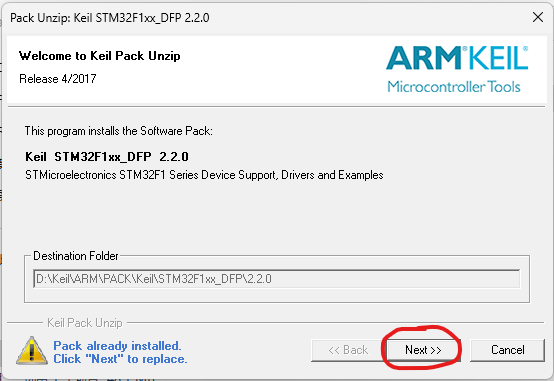 Pack Unzip: Keil STM32F1xx_DFP 2.2.0
Welcome to Keil Pack Unzip
Release 4/2017
ARM KEIL
Microcontroller Tools
This program installs the Software Pack:
Keil STM32F1xx_DFP 2.2.0
STMicroelectronics STM32F1 Series Device Support, Drivers and Examples
Destination Folder
D:\Keil\ARM\PACK\Keil\STM32F1xx_DFP\2.2.0
Keil Pack Unzip
Pack already installed.
Click "Next" to replace.
<< Back
Next >>
Cancel